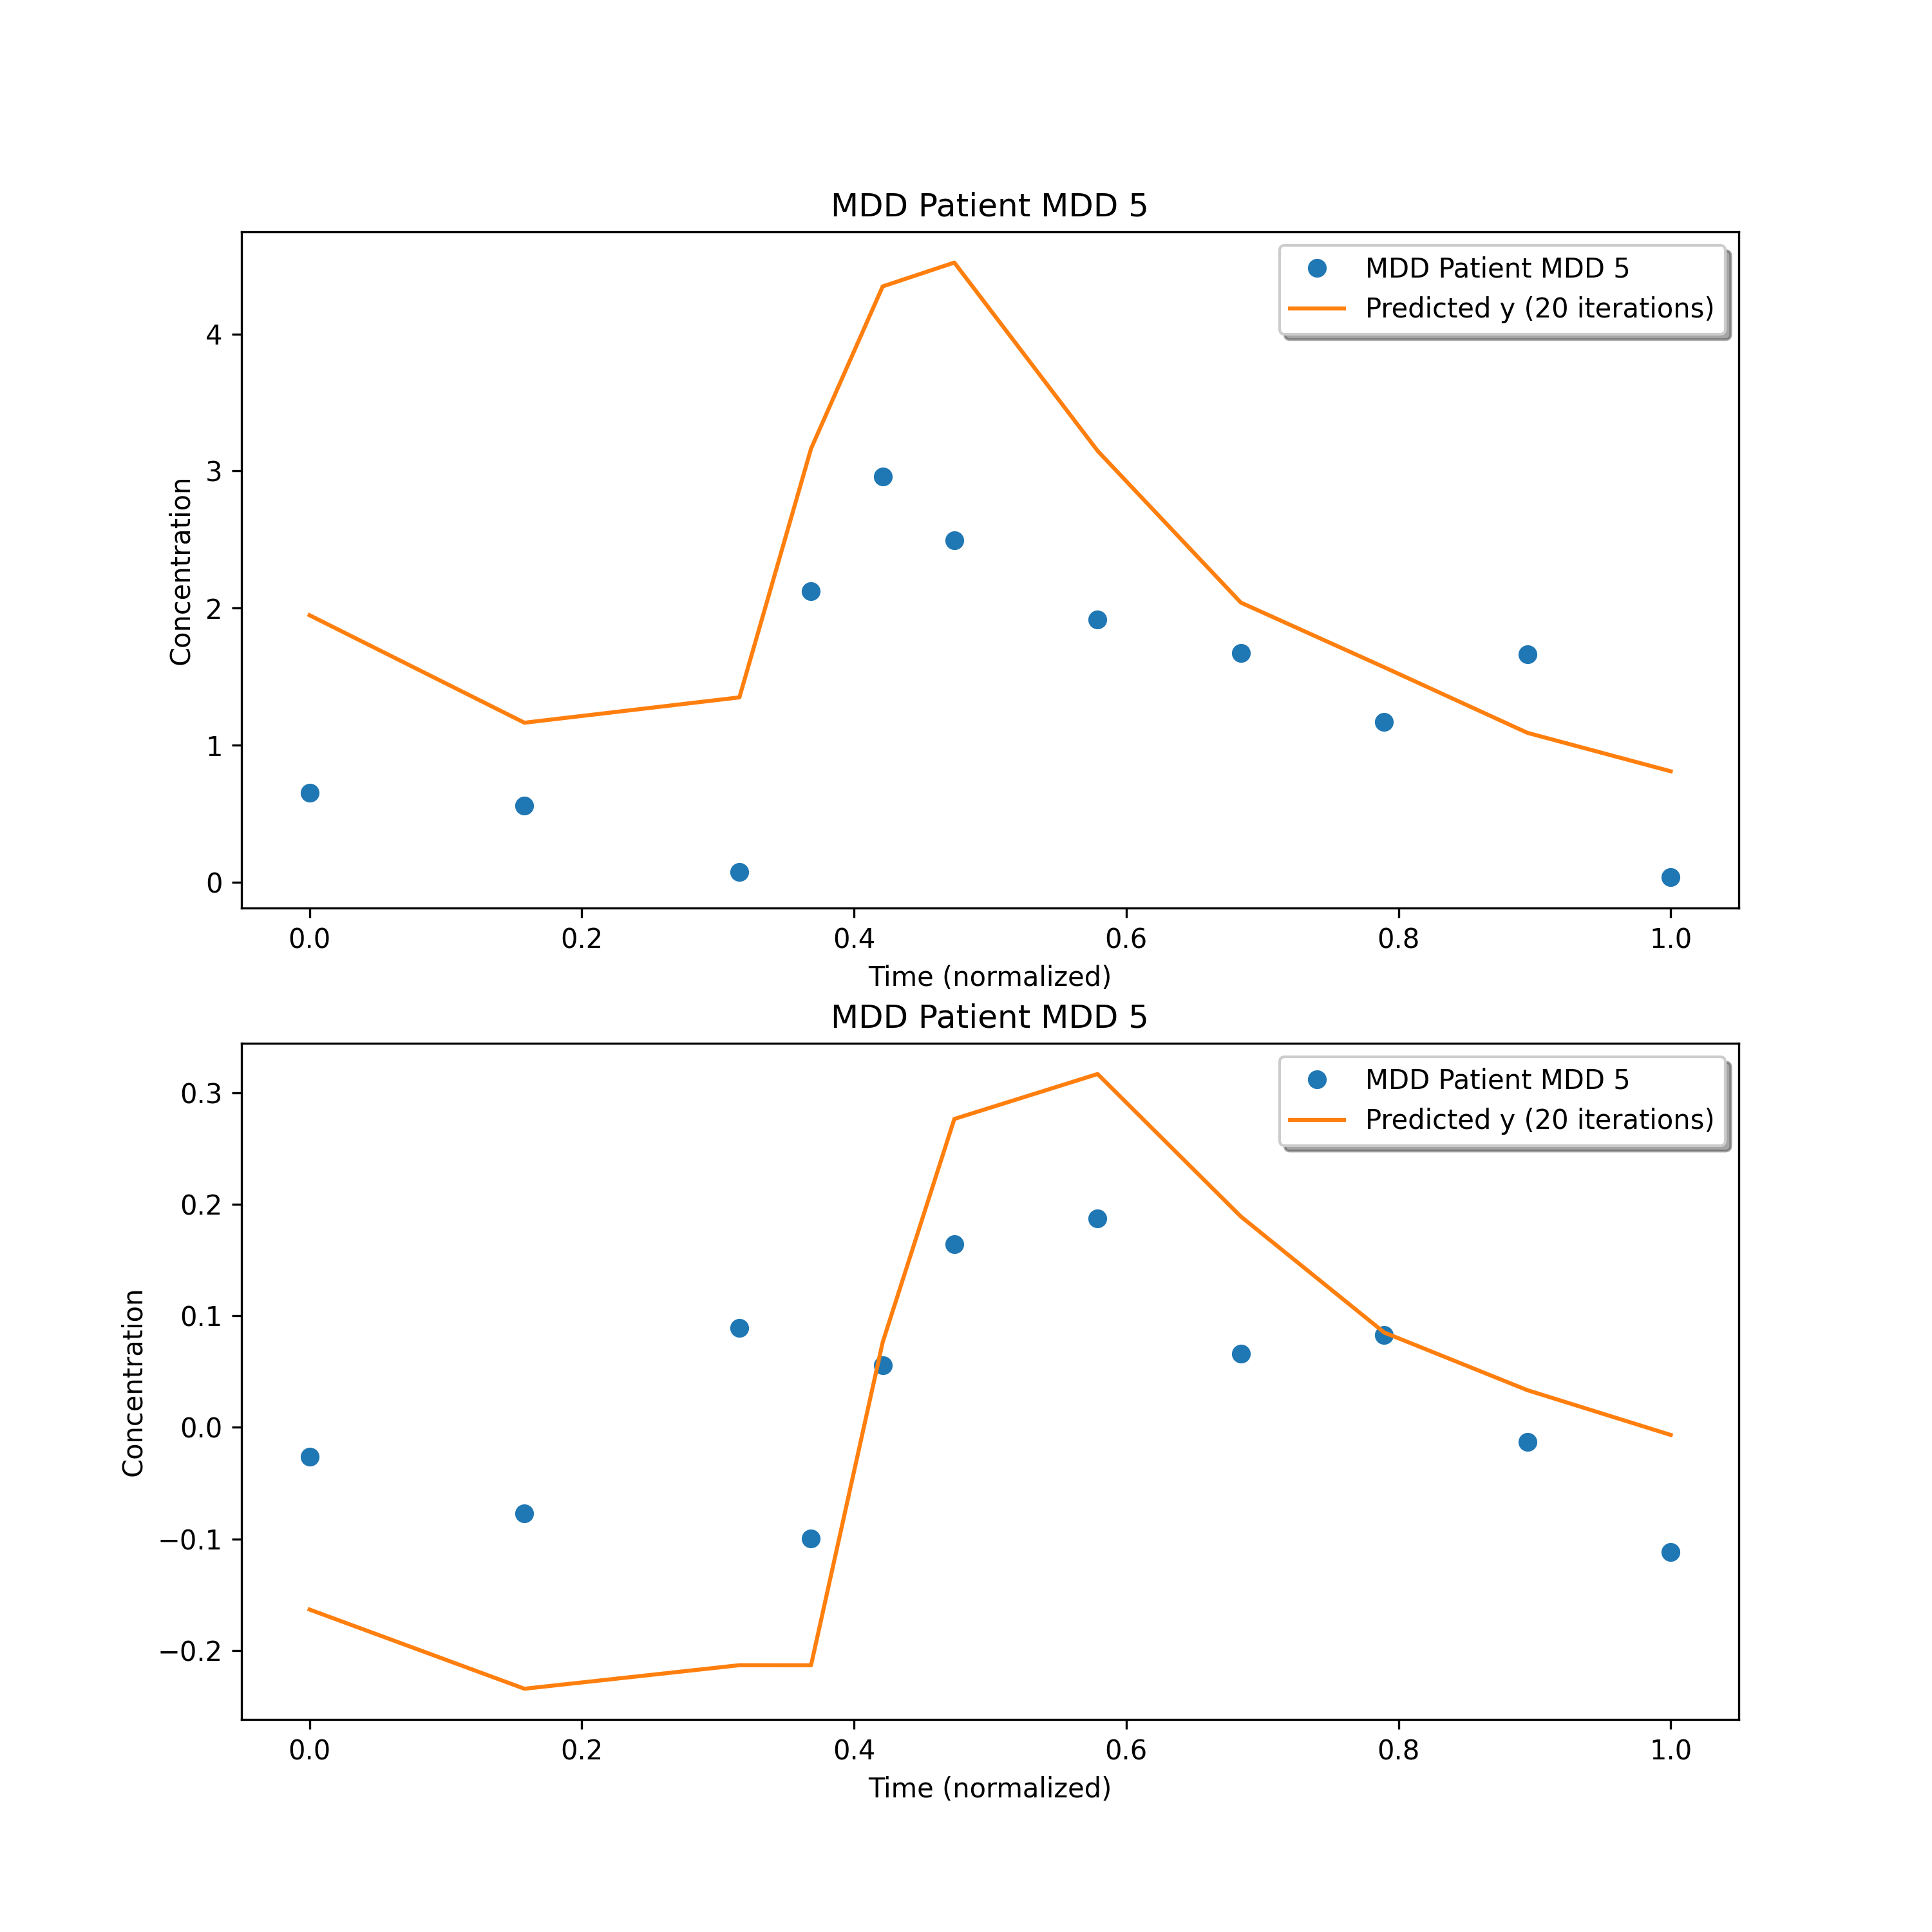 MDD Patient MDD 5
MDD Patient MDD 5
Predicted y (20 iterations)
Concentration
4
3
2
1
0
0.0 0.2 0.4 0.6 0.8 1.0
Time (normalized)
MDD Patient MDD 5
MDD Patient MDD 5
Predicted y (20 iterations)
Concentration
0.3
0.2
0.1
0.0
−0.1
−0.2
0.0 0.2 0.4 0.6 0.8 1.0
Time (normalized)